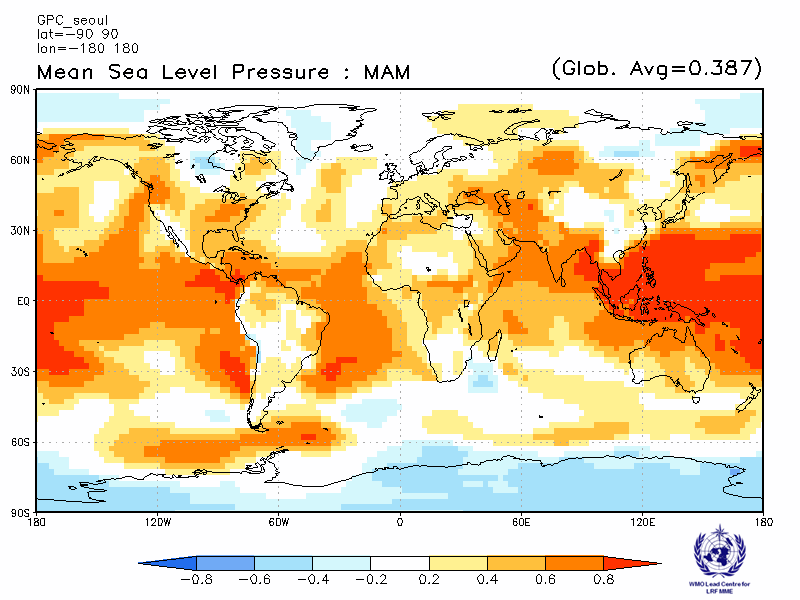 GPC_seoul
lat=-90 90
lon=-180 180
Mean Sea Level Pressure : MAM (Glob. Avg=0.387)
90N
60N
30N
EQ
30S
60S
90S
180 120W 60W 0 60E 120E 180
-0.8 -0.6 -0.4 -0.2 0.2 0.4 0.6 0.8
WMO Lead Centre for
LRF MME